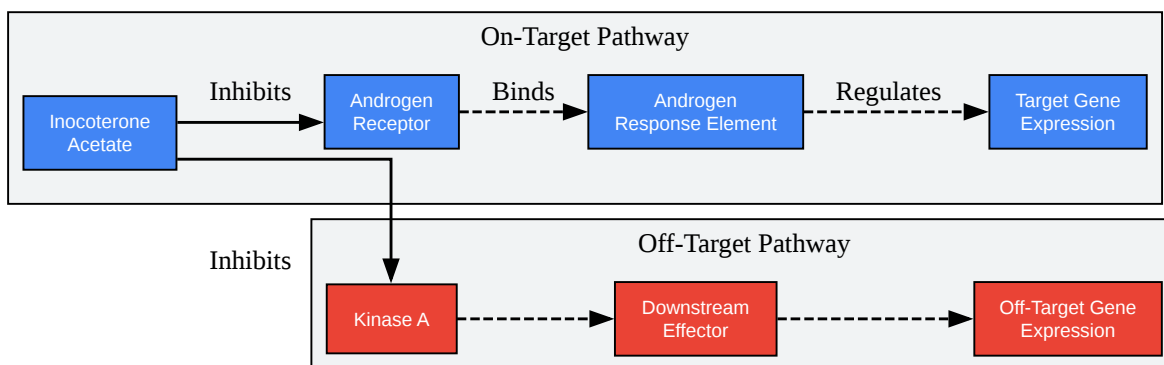 On-Target Pathway
Inhibits
Binds
Regulates
Inocoterone
Acetate
Androgen
Receptor
Androgen
Response Element
Target Gene
Expression
Inhibits
Off-Target Pathway
Kinase A
Downstream
Effector
Off-Target Gene
Expression